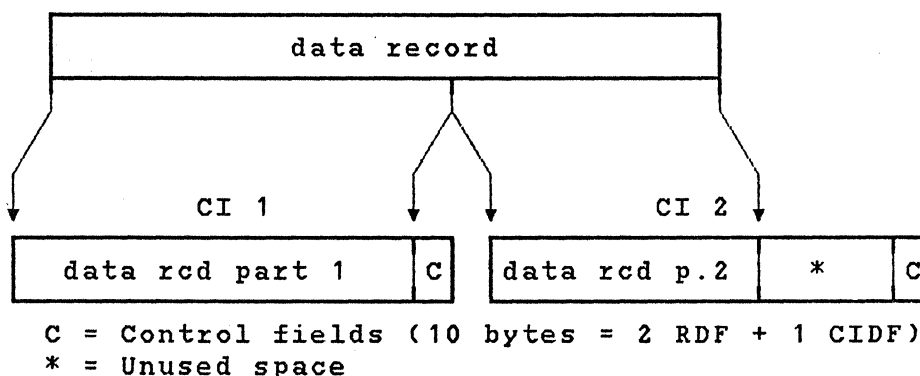 data record
CI 1 CI 2
data rcd part 1 C data rcd p.2 * C
C = Control fields (10 bytes = 2 RDF + 1 CIDF)
* = Unused space